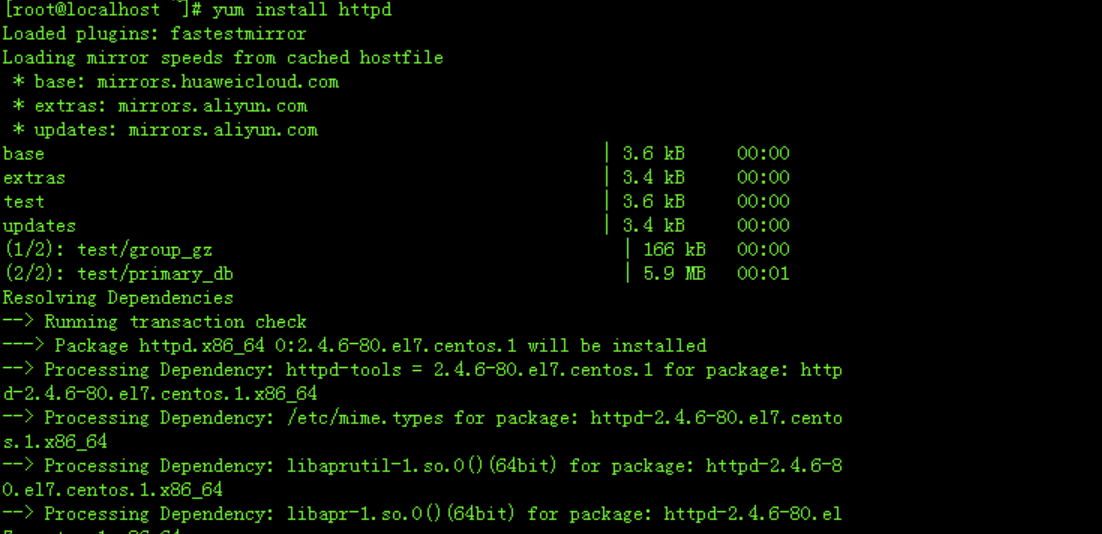 [root@localhost ~]# yum install httpd
Loaded plugins: fastestmirror
Loading mirror speeds from cached hostfile
 * base: mirrors.huaweicloud.com
 * extras: mirrors.aliyun.com
 * updates: mirrors.aliyun.com
base | 3.6 kB 00:00
extras | 3.4 kB 00:00
test | 3.6 kB 00:00
updates | 3.4 kB 00:00
(1/2): test/group_gz | 166 kB 00:00
(2/2): test/primary_db | 5.9 MB 00:01
Resolving Dependencies
--> Running transaction check
---> Package httpd.x86_64 0:2.4.6-80.el7.centos.1 will be installed
--> Processing Dependency: httpd-tools = 2.4.6-80.el7.centos.1 for package: http
d-2.4.6-80.el7.centos.1.x86_64
--> Processing Dependency: /etc/mime.types for package: httpd-2.4.6-80.el7.cento
s.1.x86_64
--> Processing Dependency: libaprutil-1.so.0()(64bit) for package: httpd-2.4.6-8
0.el7.centos.1.x86_64
--> Processing Dependency: libapr-1.so.0()(64bit) for package: httpd-2.4.6-80.el